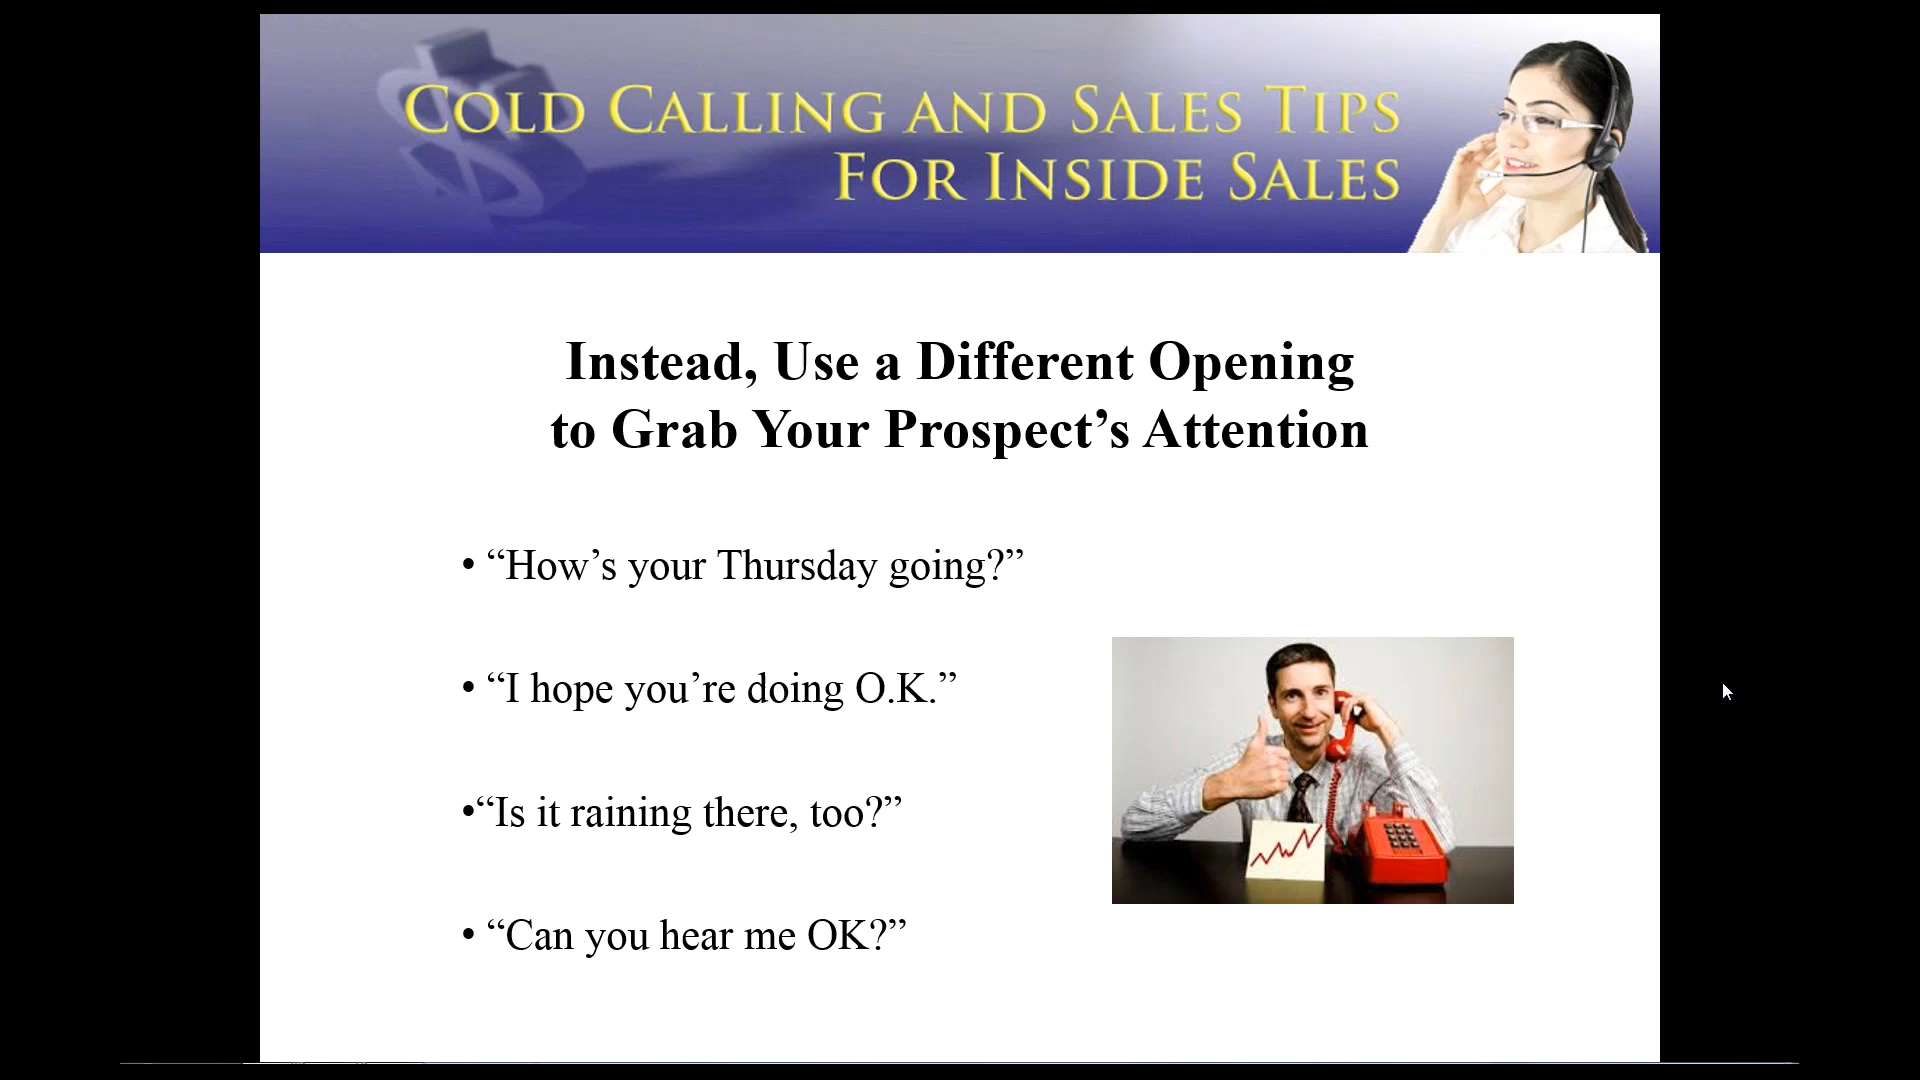 COLD CALLING AND SALES TIPS
FOR INSIDE SALES
Instead, Use a Different Opening
to Grab Your Prospect’s Attention
• “How’s your Thursday going?”
• “I hope you’re doing O.K.”
•“Is it raining there, too?”
• “Can you hear me OK?”